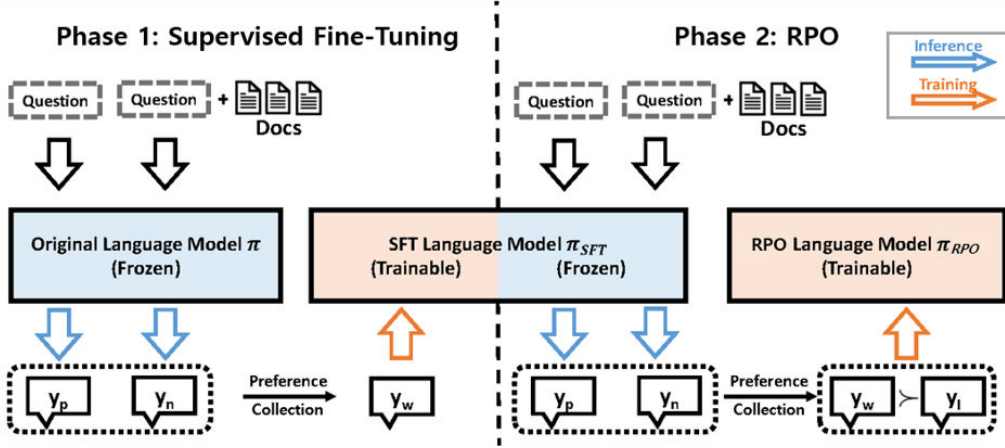 Phase 1: Supervised Fine-Tuning
Question
Question
+
Docs
Original Language Model π
(Frozen)
y_p
y_n
Preference
Collection
y_w
SFT Language Model π_SFT
(Trainable)
(Frozen)
Phase 2: RPO
Inference
Training
Question
Question
+
Docs
RPO Language Model π_RPO
(Trainable)
y_p
y_n
Preference
Collection
y_w ≻ y_l